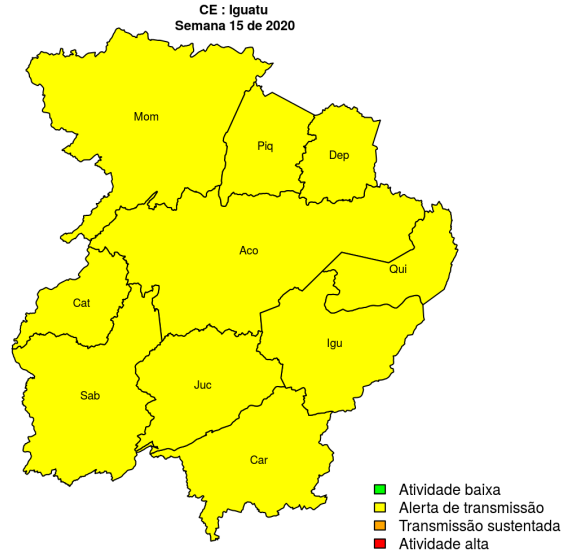 CE : Iguatu
Semana 15 de 2020
Mom
Piq
Dep
Aco
Qui
Cat
Igu
Juc
Sab
Car
Atividade baixa
Alerta de transmissão
Transmissão sustentada
Atividade alta